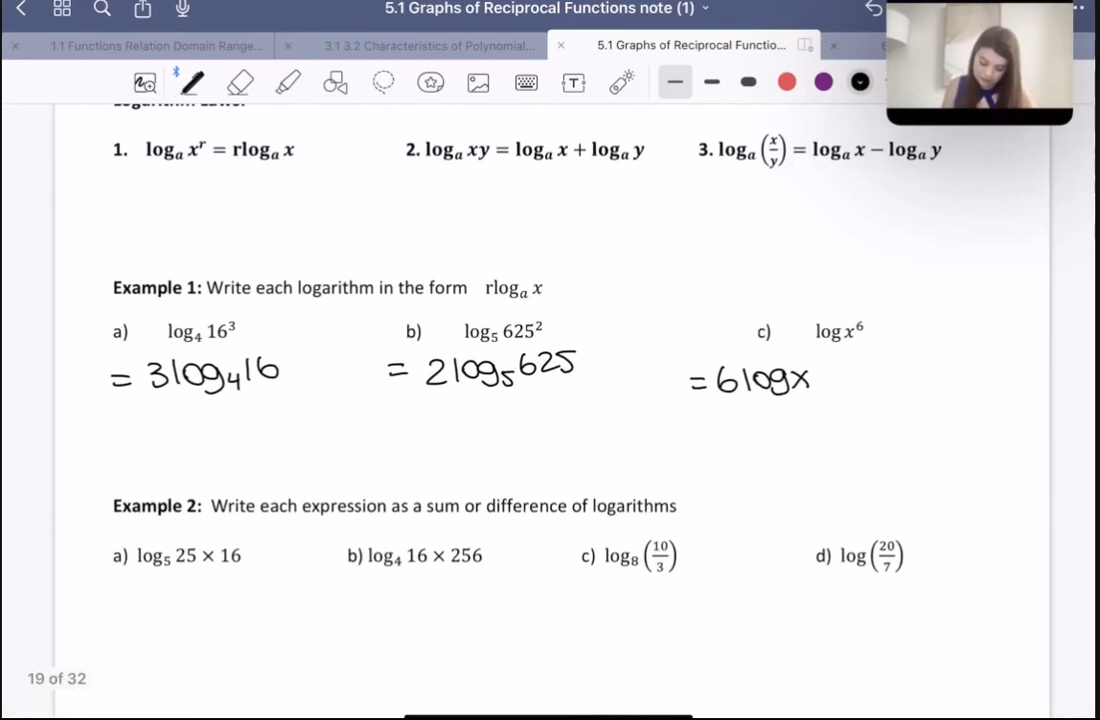 5.1 Graphs of Reciprocal Functions note (1)
1.1 Functions Relation Domain Range...
3.1 3.2 Characteristics of Polynomial...
5.1 Graphs of Reciprocal Functio...
1. logₐ xʳ = rlogₐ x
2. logₐ xy = logₐ x + logₐ y
3. logₐ (x/y) = logₐ x − logₐ y
Example 1: Write each logarithm in the form rlogₐ x
a) log₄ 16³
b) log₅ 625²
c) log x⁶
= 3log₄16
= 2log₅625
= 6logx
Example 2: Write each expression as a sum or difference of logarithms
a) log₅ 25 × 16
b) log₄ 16 × 256
c) log₈ (10/3)
d) log (20/7)
19 of 32